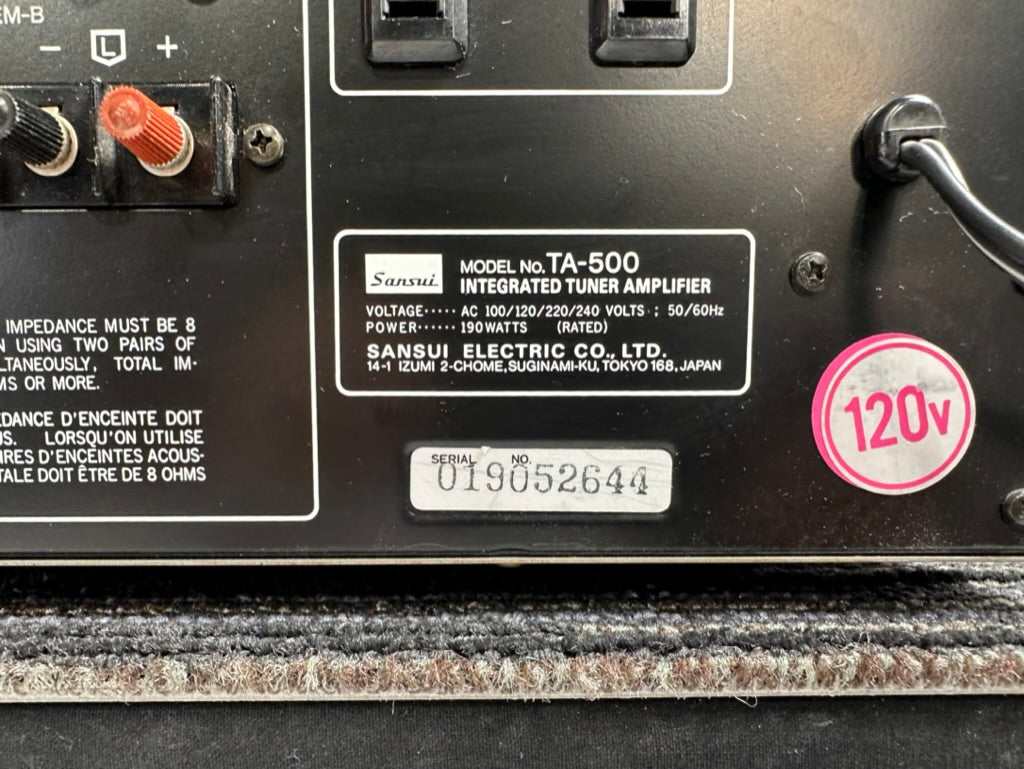 EM-B
− L +
IMPEDANCE MUST BE 8
N USING TWO PAIRS OF
LTANEOUSLY, TOTAL IM-
MS OR MORE.
EDANCE D'ENCEINTE DOIT
US. LORSQU'ON UTILISE
IRES D'ENCEINTES ACOUS-
TALE DOIT ÊTRE DE 8 OHMS
Sansui
MODEL No. TA-500
INTEGRATED TUNER AMPLIFIER
VOLTAGE····· AC 100/120/220/240 VOLTS : 50/60Hz
POWER······ 190 WATTS (RATED)
SANSUI ELECTRIC CO., LTD.
14-1 IZUMI 2-CHOME, SUGINAMI-KU, TOKYO 168, JAPAN
SERIAL NO.
019052644
120v